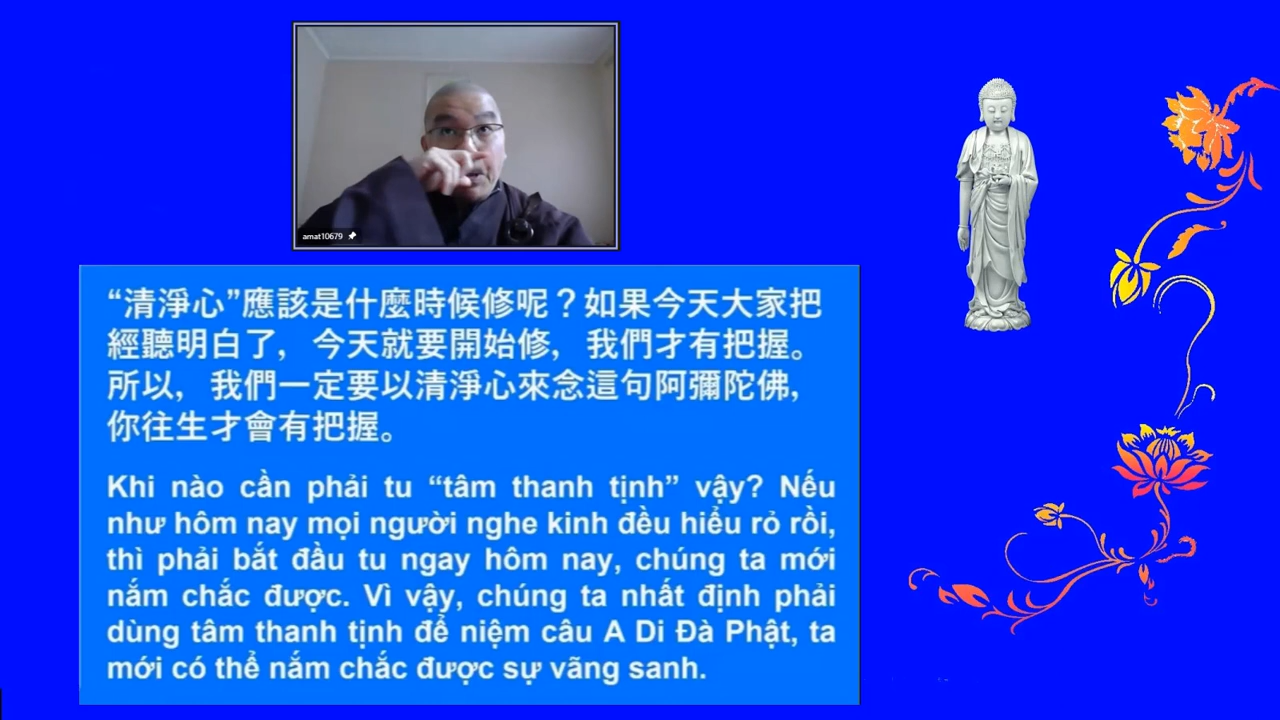 amat10679
“清淨心”應該是什麼時候修呢？如果今天大家把
經聽明白了，今天就要開始修，我們才有把握。
所以，我們一定要以清淨心來念這句阿彌陀佛，
你往生才會有把握。
Khi nào cần phải tu “tâm thanh tịnh” vậy? Nếu
như hôm nay mọi người nghe kinh đều hiểu rõ rồi,
thì phải bắt đầu tu ngay hôm nay, chúng ta mới
nắm chắc được. Vì vậy, chúng ta nhất định phải
dùng tâm thanh tịnh để niệm câu A Di Đà Phật, ta
mới có thể nắm chắc được sự vãng sanh.